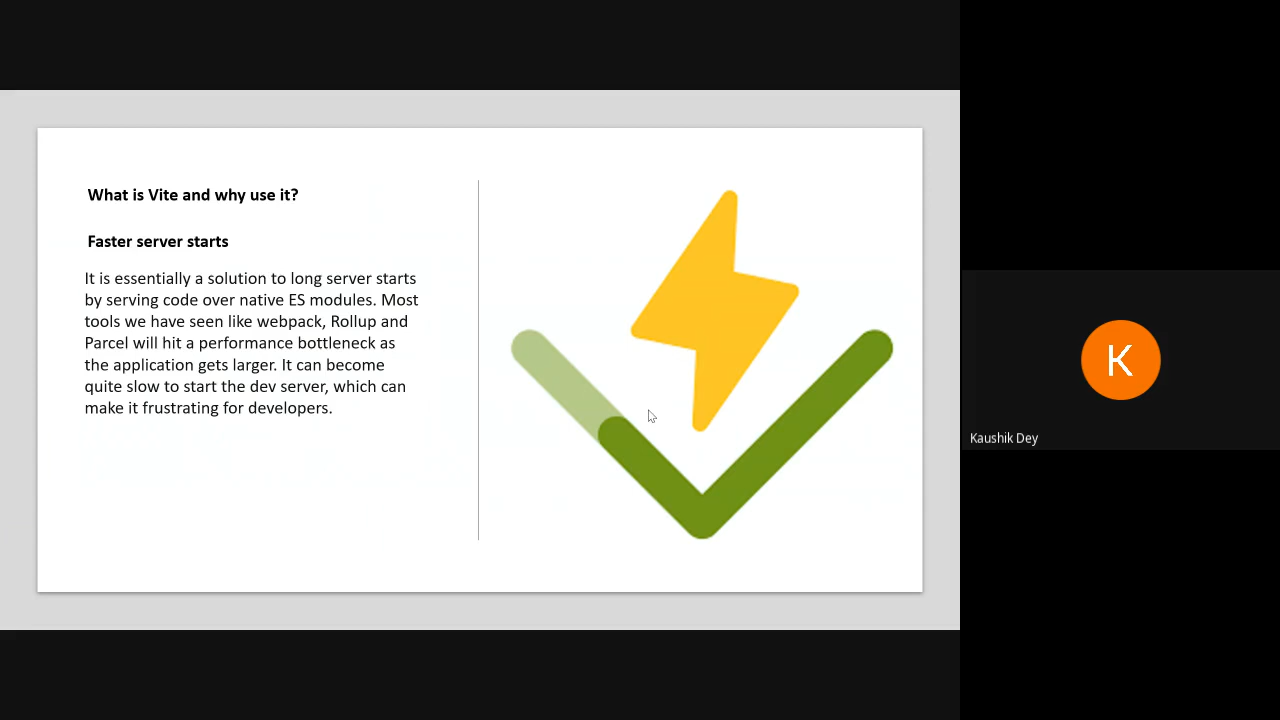 What is Vite and why use it?
Faster server starts
It is essentially a solution to long server starts
by serving code over native ES modules. Most
tools we have seen like webpack, Rollup and
Parcel will hit a performance bottleneck as
the application gets larger. It can become
quite slow to start the dev server, which can
make it frustrating for developers.
K
Kaushik Dey